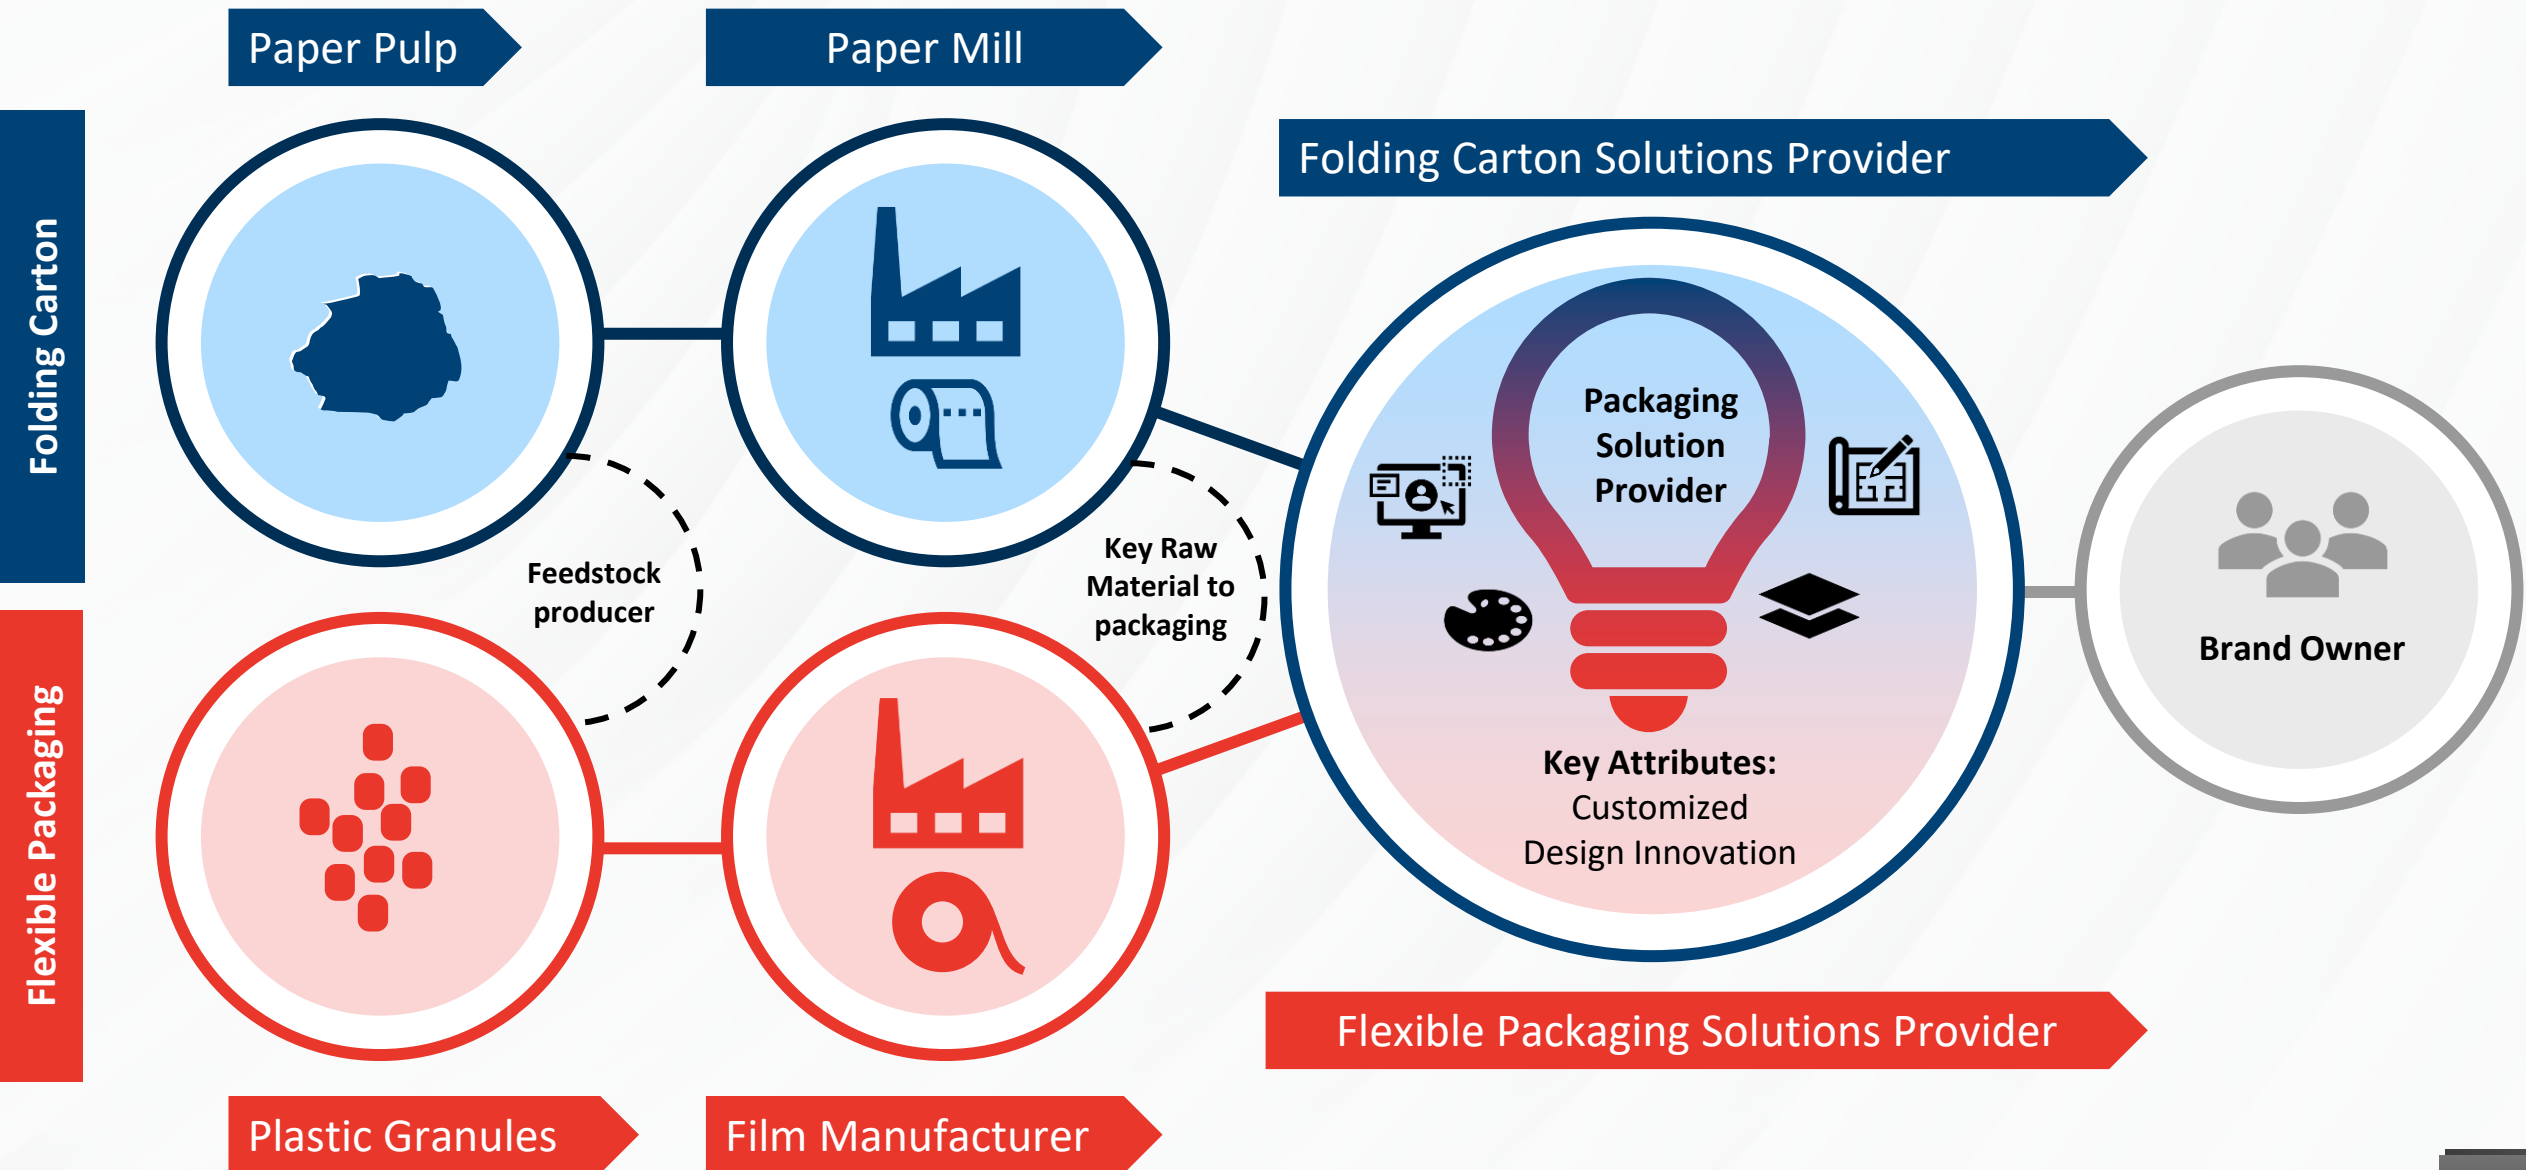 Paper Pulp
Paper Mill
Folding Carton Solutions Provider
Folding Carton
Packaging
Solution
Provider
Feedstock
producer
Key Raw
Material to
packaging
Brand Owner
Flexible Packaging
Key Attributes:
Customized
Design Innovation
Flexible Packaging Solutions Provider
Plastic Granules
Film Manufacturer